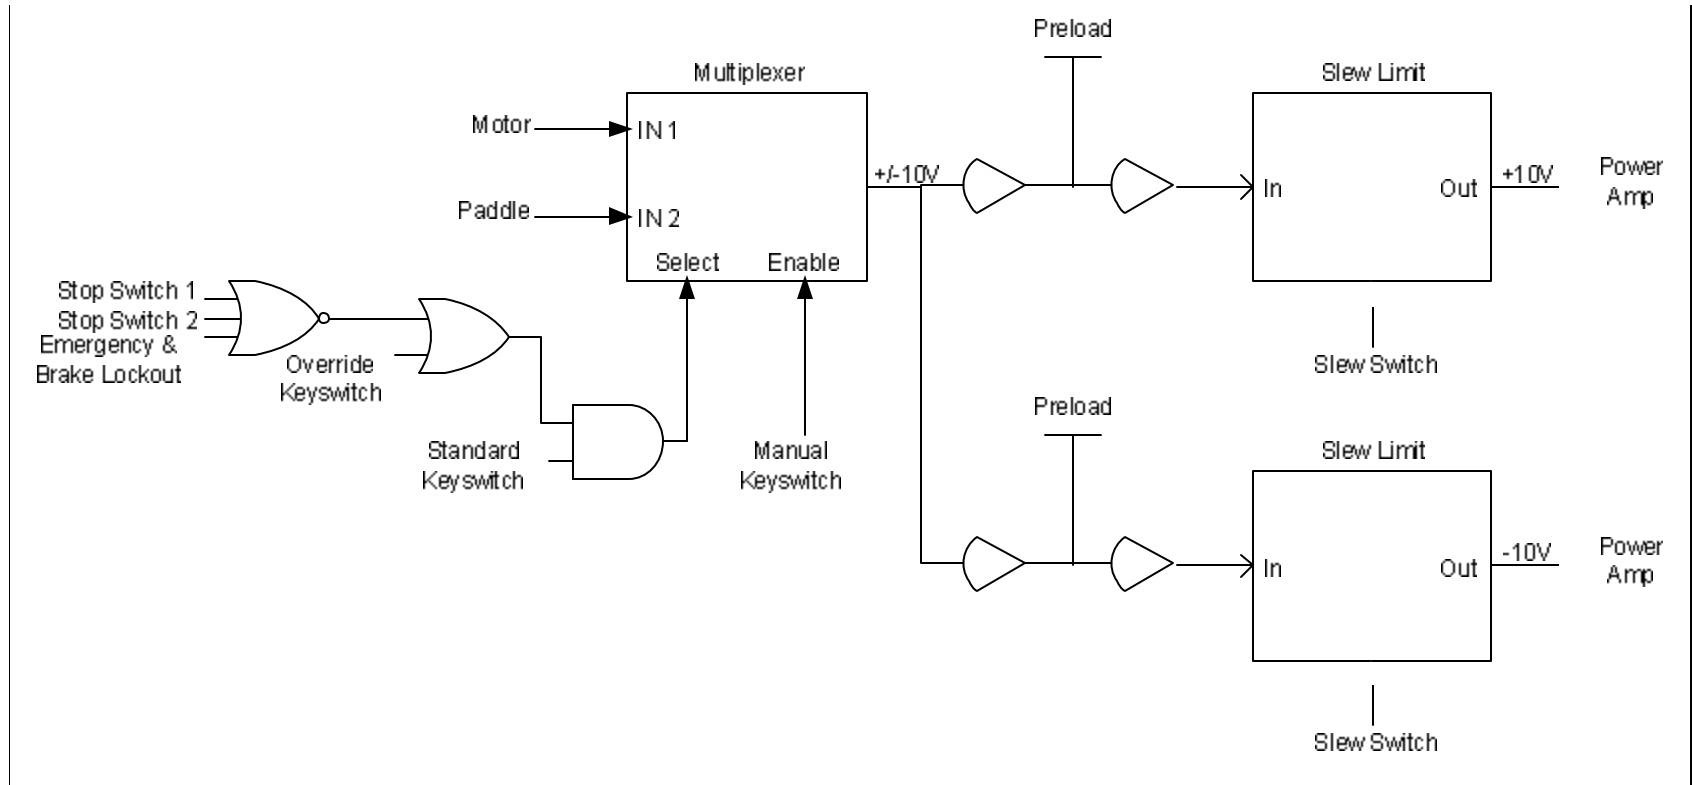 Preload
Multiplexer
Slew Limit
Motor
IN 1
+/-10V
In
Out
+10V
Power
Amp
Paddle
IN 2
Select
Enable
Stop Switch 1
Stop Switch 2
Emergency &
Brake Lockout
Override
Keyswitch
Slew Switch
Preload
Standard
Keyswitch
Manual
Keyswitch
Slew Limit
In
Out
-10V
Power
Amp
Slew Switch